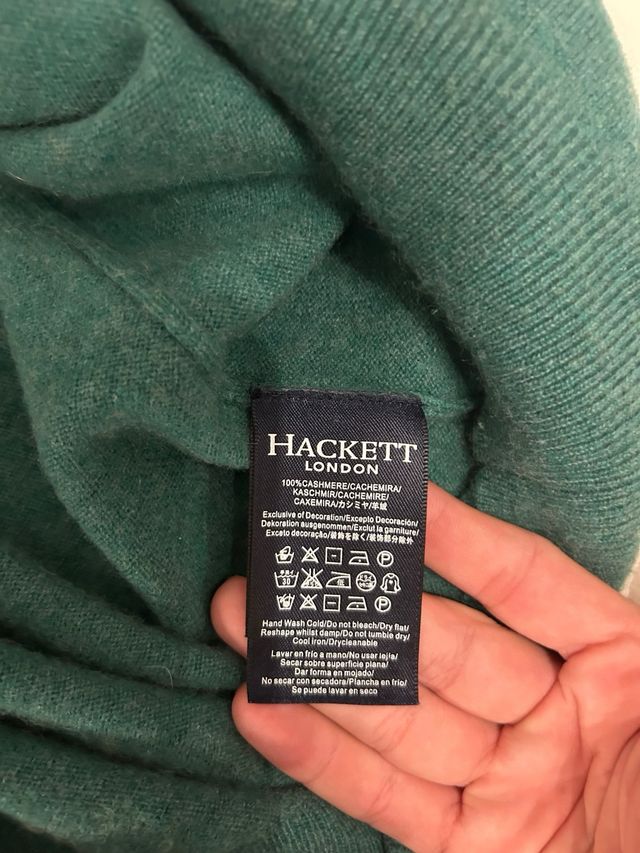 HACKETT
LONDON
100%CASHMERE/CACHEMIRA/
KASCHMIR/CACHEMIRE/
CAXEMIRA/カシミヤ/羊绒
Exclusive of Decoration/Excepto Decoración/
Dekoration ausgenommen/Exclut la garniture/
Exceto decoração/装飾を除く/装饰部分除外
P
30
P
Hand Wash Cold/Do not bleach/Dry flat/
Reshape whilst damp/Do not tumble dry/
Cool iron/Drycleanable
Lavar en frío a mano/No usar lejía/
Secar sobre superficie plana/
Dar forma en mojado/
No secar con secadora/Plancha en frío/
Se puede lavar en seco